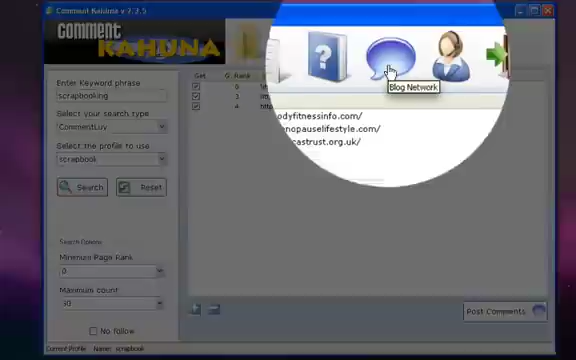 Comment Kahuna v 2.3.5
comment
KAHUNA
Enter Keyword phrase
scrapbooking
Select your search type
CommentLuv
Select the profile to use
scrapbook
Search
Reset
Search Options
Minimum Page Rank
0
Maximum count
30
No follow
Get
Rank
0
3
4
odyfitnessinfo.com/
nopauselifestyle.com/
castrust.org.uk/
?
Blog Network
Post Comments
Current Profile
Name: scrapbook